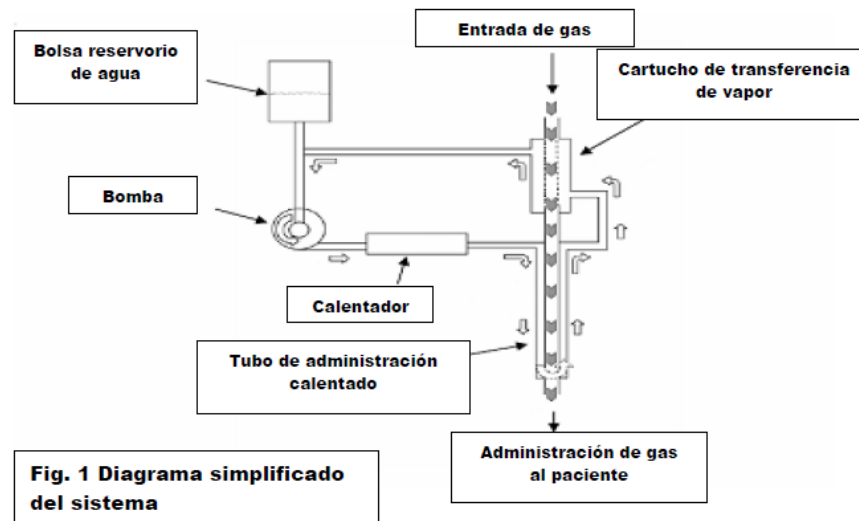 Entrada de gas
Bolsa reservorio
de agua
Cartucho de transferencia
de vapor
Bomba
Calentador
Tubo de administración
calentado
Administración de gas
al paciente
Fig. 1 Diagrama simplificado
del sistema